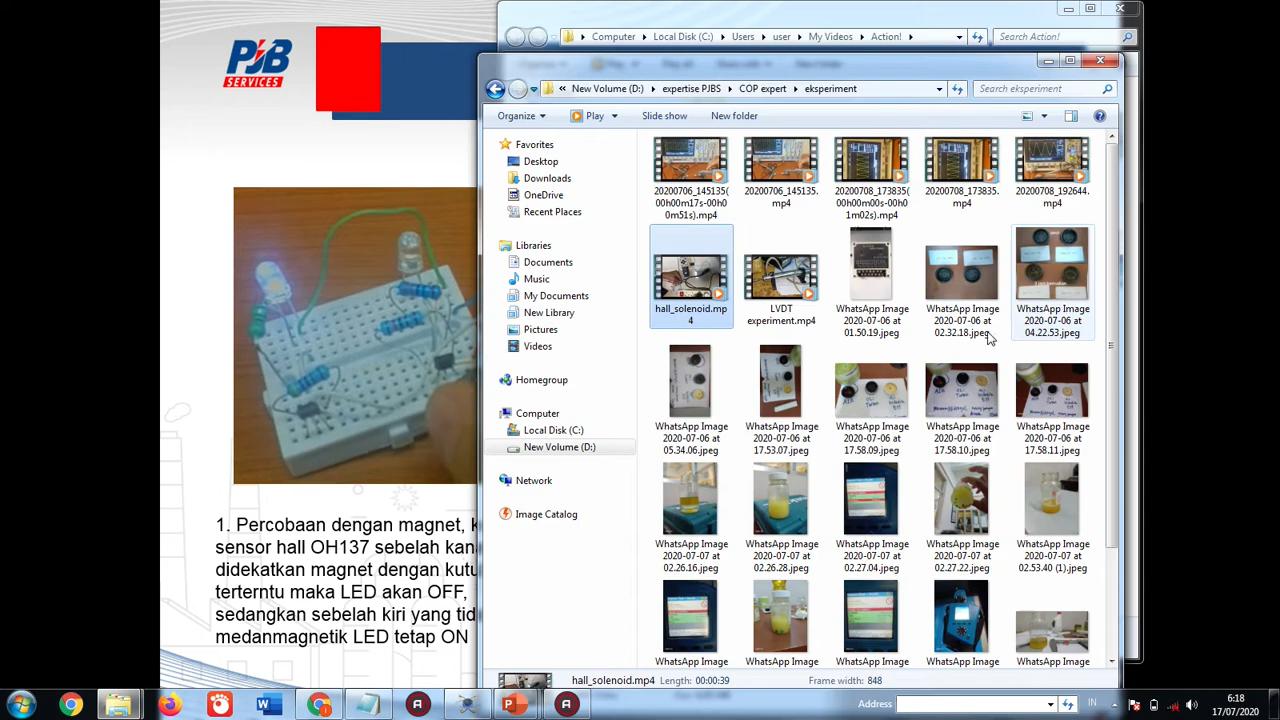 PJB
SERVICES
Computer
Local Disk (C:)
Users
user
My Videos
Action!
Search Action!
New Volume (D:)
expertise PJBS
COP expert
eksperiment
Search eksperiment
Organize
Play
Slide show
New folder
Favorites
Desktop
Downloads
OneDrive
Recent Places
Libraries
Documents
Music
My Documents
New Library
Pictures
Videos
Homegroup
Computer
Local Disk (C:)
New Volume (D:)
Network
Image Catalog
20200706_145135(
00h00m17s-00h0
0m51s).mp4
20200706_145135.
mp4
20200708_173835(
00h00m00s-00h0
1m02s).mp4
20200708_173835.
mp4
20200708_192644.
mp4
hall_solenoid.mp
4
LVDT
experiment.mp4
WhatsApp Image
2020-07-06 at
01.50.19.jpeg
WhatsApp Image
2020-07-06 at
02.32.18.jpeg
WhatsApp Image
2020-07-06 at
04.22.53.jpeg
WhatsApp Image
2020-07-06 at
05.34.06.jpeg
WhatsApp Image
2020-07-06 at
17.53.07.jpeg
WhatsApp Image
2020-07-06 at
17.58.09.jpeg
WhatsApp Image
2020-07-06 at
17.58.10.jpeg
WhatsApp Image
2020-07-06 at
17.58.11.jpeg
WhatsApp Image
2020-07-07 at
02.26.16.jpeg
WhatsApp Image
2020-07-07 at
02.26.28.jpeg
WhatsApp Image
2020-07-07 at
02.27.04.jpeg
WhatsApp Image
2020-07-07 at
02.27.22.jpeg
WhatsApp Image
2020-07-07 at
02.53.40 (1).jpeg
WhatsApp Image
WhatsApp Image
WhatsApp Image
WhatsApp Image
WhatsApp Image
1. Percobaan dengan magnet, k
sensor hall OH137 sebelah kana
didekatkan magnet dengan kutu
terterntu maka LED akan OFF,
sedangkan sebelah kiri yang tid
medanmagnetik LED tetap ON
hall_solenoid.mp4
Length: 00:00:39
Frame width: 848
Address
IN
6:18
17/07/2020